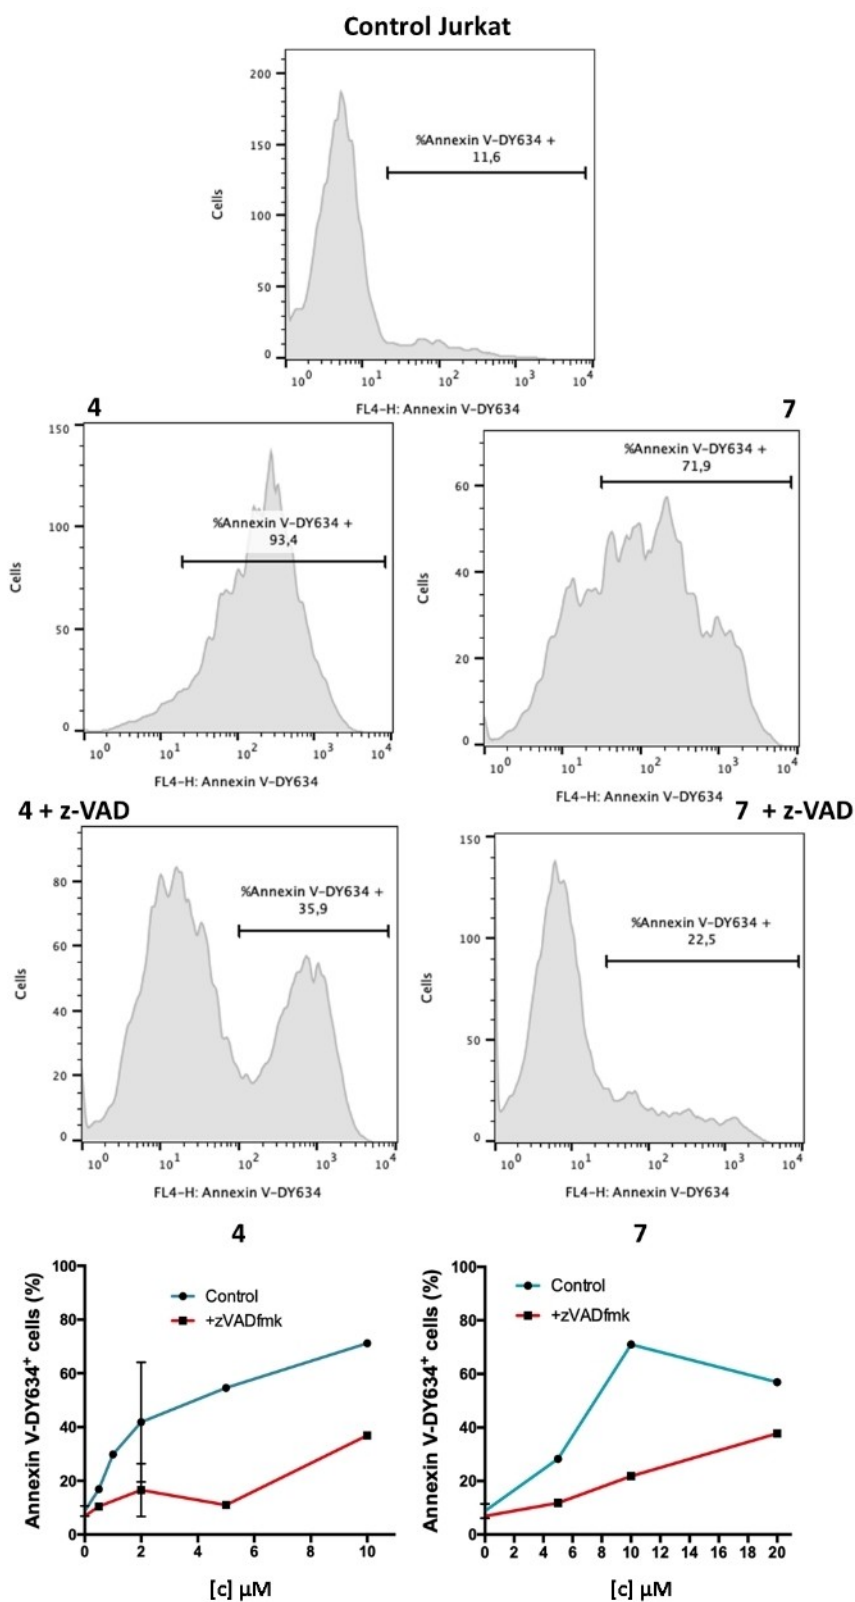 Control Jurkat
200
150
100
50
0
Cells
%Annexin V-DY634 +
11,6
10⁰ 10¹ 10² 10³ 10⁴
FL4-H: Annexin V-DY634
4
150
100
50
0
Cells
%Annexin V-DY634 +
93,4
10⁰ 10¹ 10² 10³ 10⁴
FL4-H: Annexin V-DY634
7
60
40
20
0
Cells
%Annexin V-DY634 +
71,9
10⁰ 10¹ 10² 10³ 10⁴
FL4-H: Annexin V-DY634
4 + z-VAD
80
60
40
20
0
Cells
%Annexin V-DY634 +
35,9
10⁰ 10¹ 10² 10³ 10⁴
FL4-H: Annexin V-DY634
7 + z-VAD
150
100
50
0
Cells
%Annexin V-DY634 +
22,5
10⁰ 10¹ 10² 10³ 10⁴
FL4-H: Annexin V-DY634
4
Annexin V-DY634⁺ cells (%)
100
80
60
40
20
0
Control
+zVADfmk
0 2 4 6 8 10
[c] µM
7
Annexin V-DY634⁺ cells (%)
100
80
60
40
20
0
Control
+zVADfmk
0 2 4 6 8 10 12 14 16 18 20
[c] µM